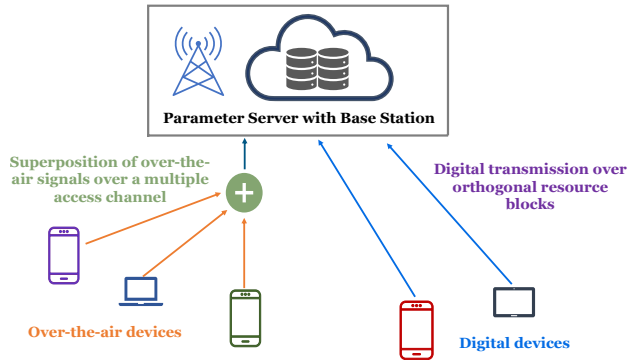 Parameter Server with Base Station
Superposition of over-the-
air signals over a multiple
access channel
Digital transmission over
orthogonal resource
blocks
Over-the-air devices
Digital devices